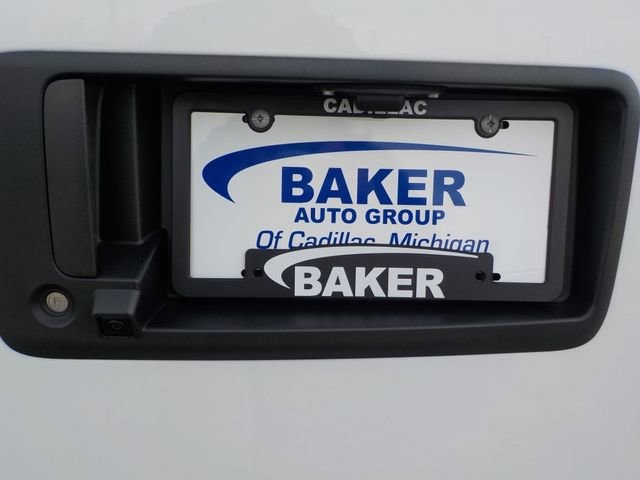 CADILLAC
BAKER
AUTO GROUP
Of Cadillac, Michigan
BAKER